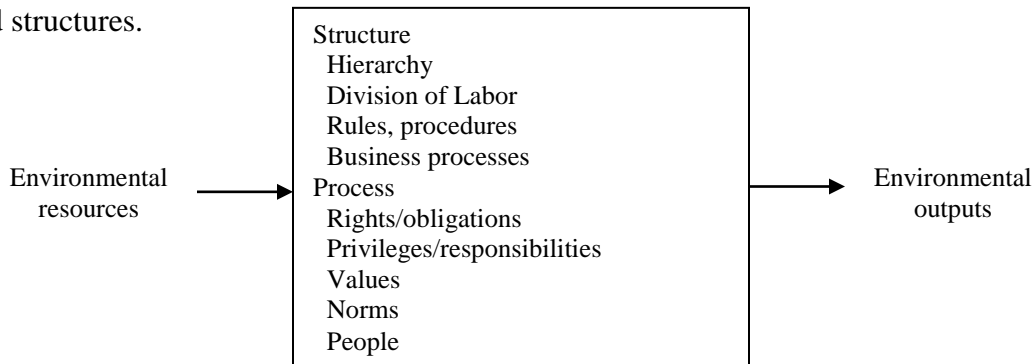 structures.
Structure
Hierarchy
Division of Labor
Rules, procedures
Business processes
Environmental
resources
Process
Rights/obligations
Privileges/responsibilities
Values
Norms
People
Environmental
outputs